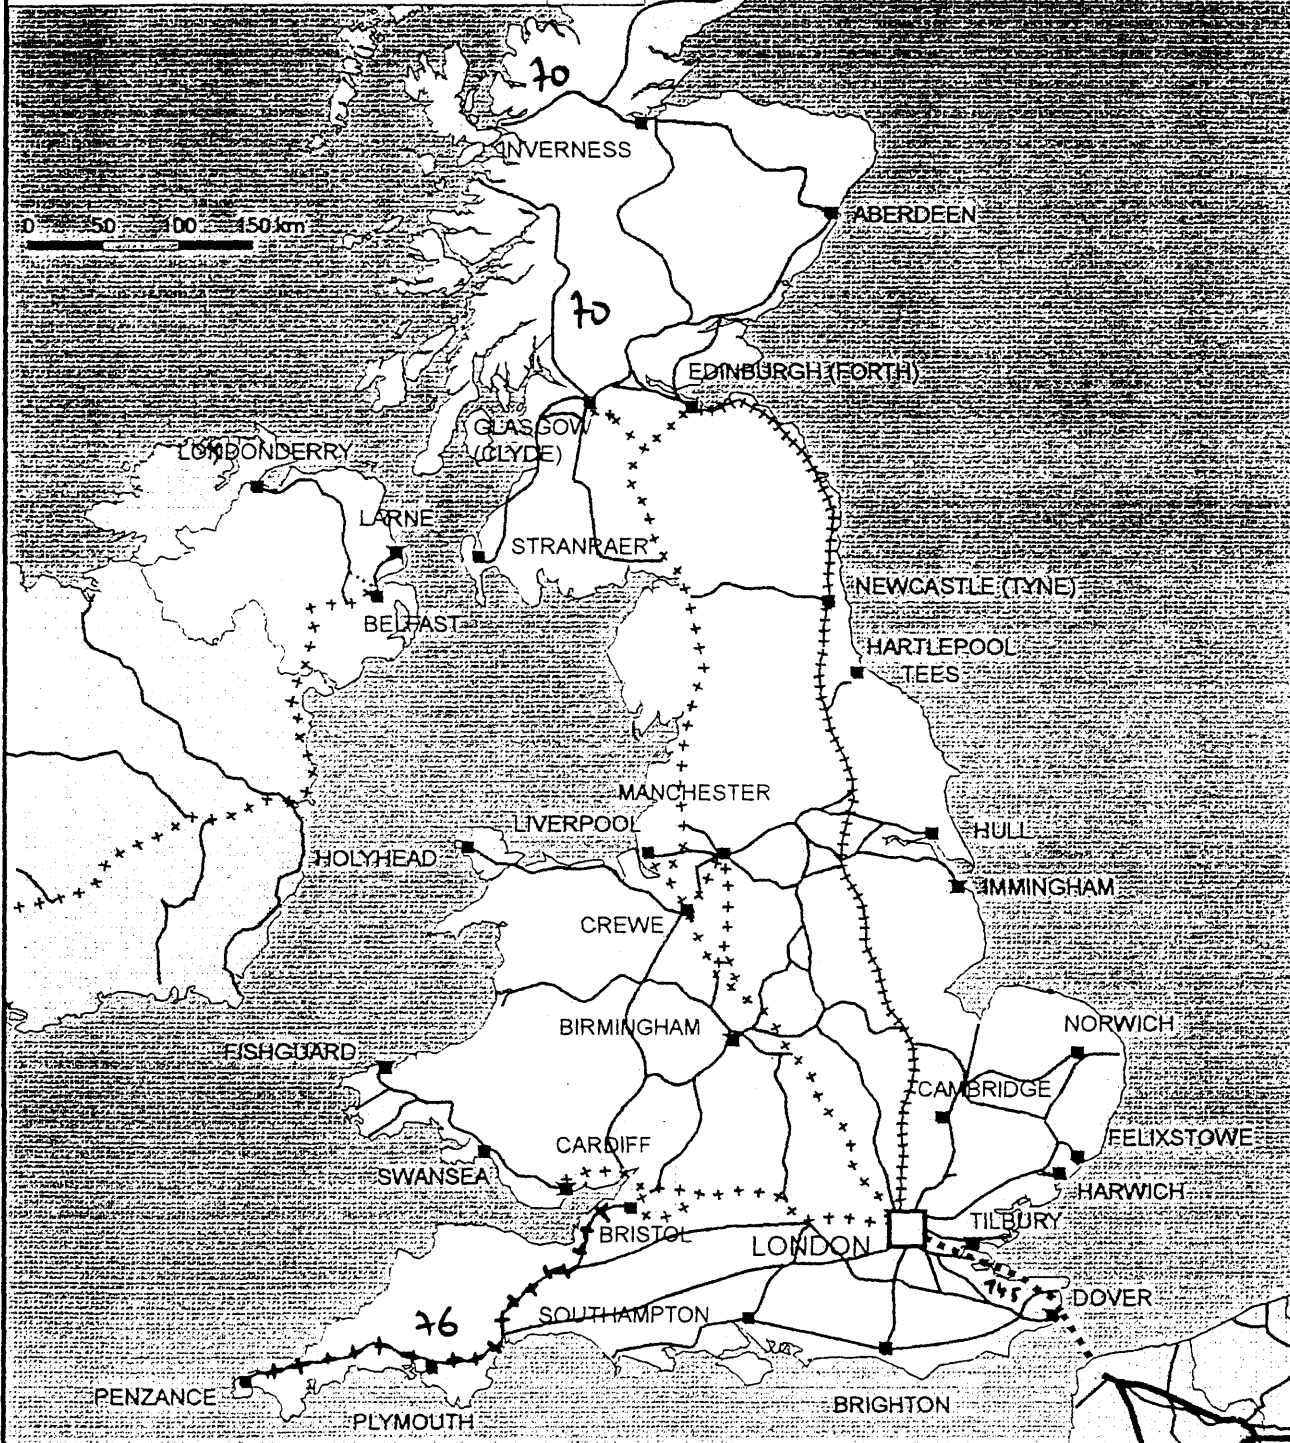 70
INVERNESS
ABERDEEN
0 50 100 150 km
70
EDINBURGH (FORTH)
GLASGOW
(CLYDE)
LONDONDERRY
LARNE
STRANRAER
NEWCASTLE (TYNE)
BELFAST
HARTLEPOOL
TEES
MANCHESTER
LIVERPOOL
HULL
HOLYHEAD
IMMINGHAM
CREWE
NORWICH
BIRMINGHAM
FISHGUARD
CAMBRIDGE
FELIXSTOWE
CARDIFF
SWANSEA
HARWICH
TILBURY
BRISTOL
LONDON
145
DOVER
SOUTHAMPTON
76
PENZANCE
BRIGHTON
PLYMOUTH